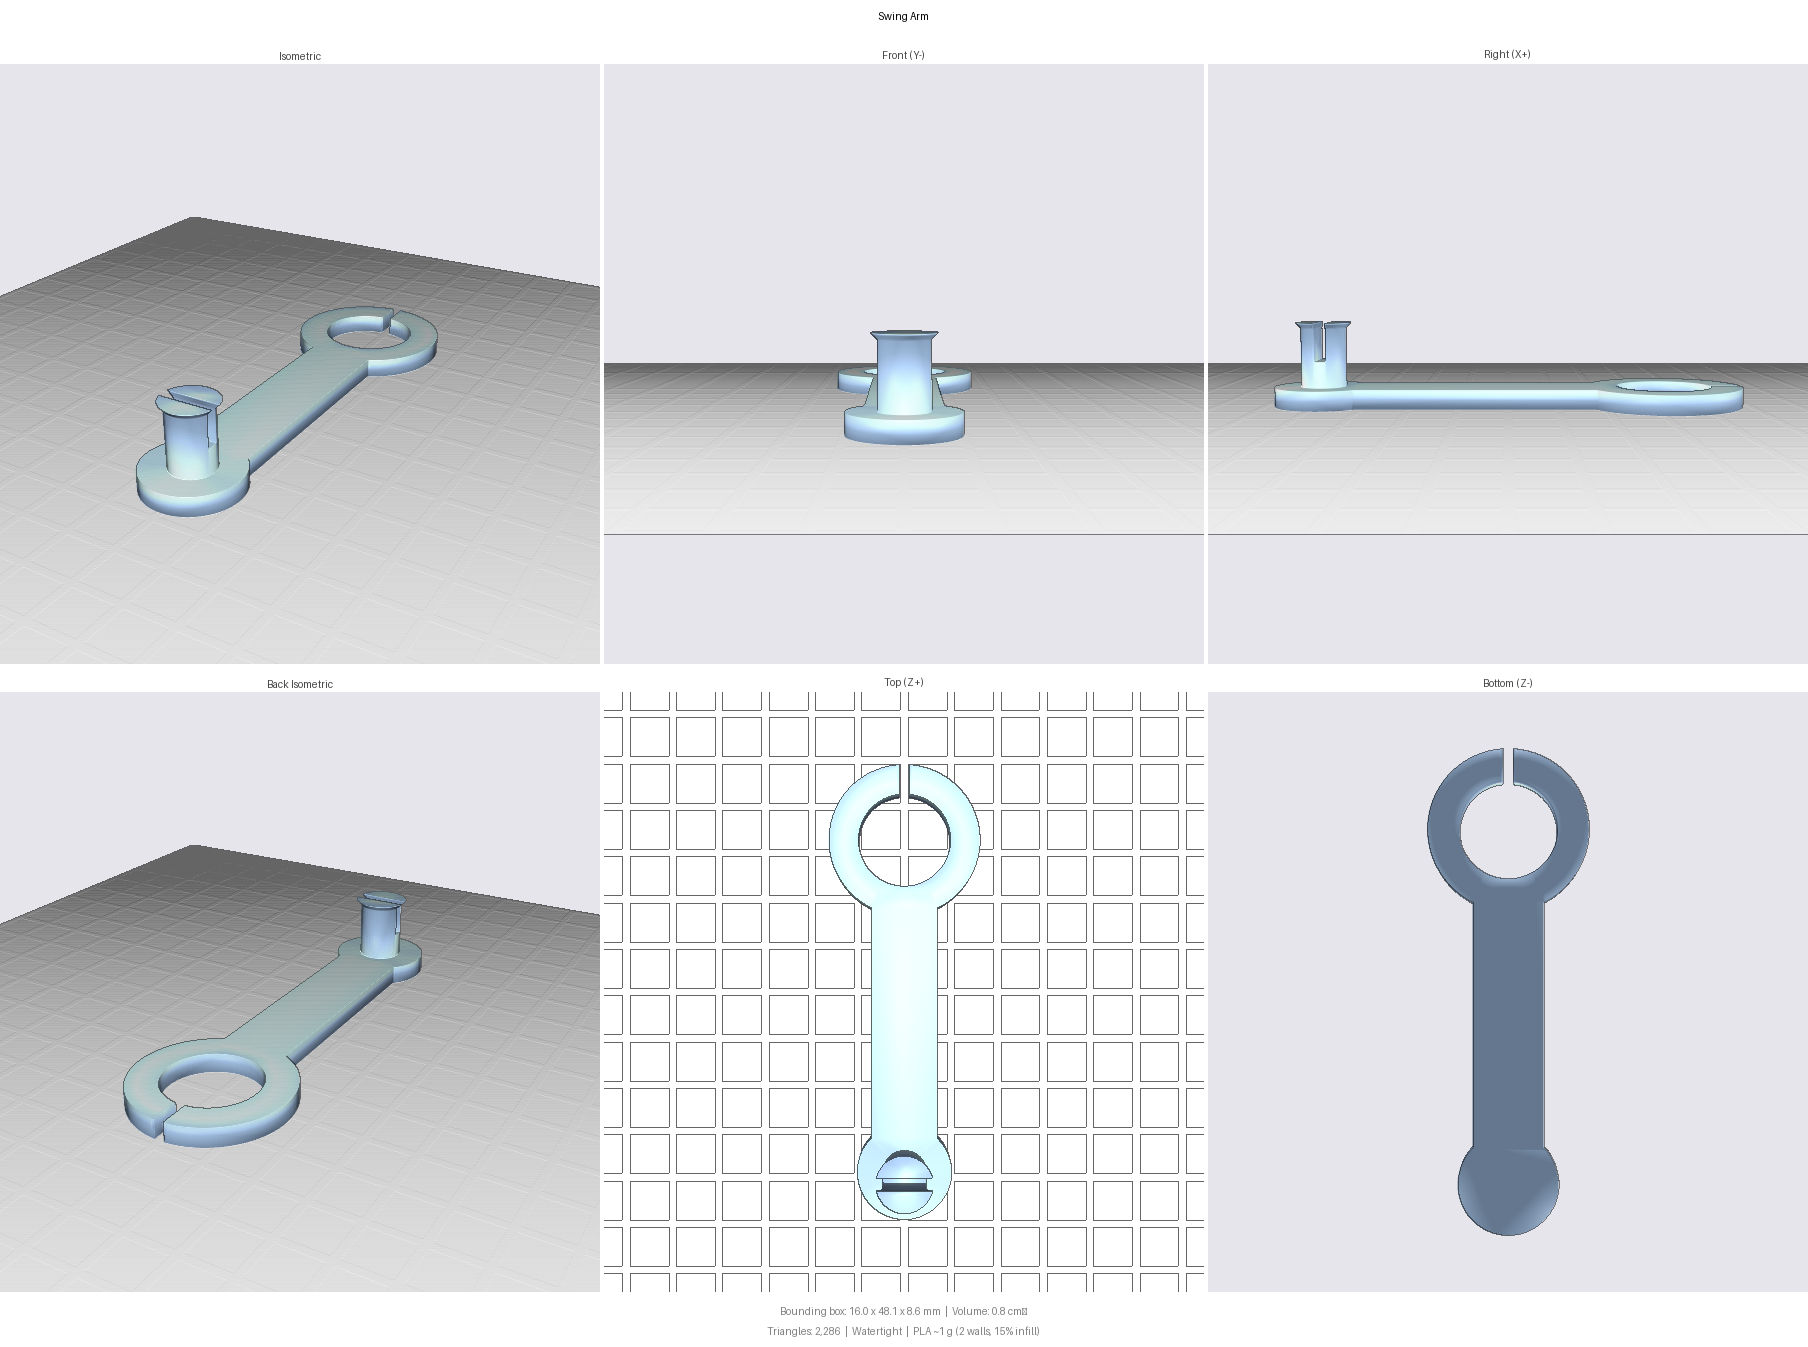 Swing Arm
Isometric
Front (Y-)
Right (X+)
Back Isometric
Top (Z+)
Bottom (Z-)
Bounding box: 16.0 x 48.1 x 8.6 mm | Volume: 0.8 cm▯
Triangles: 2,286 | Watertight | PLA ~1 g (2 walls, 15% infill)